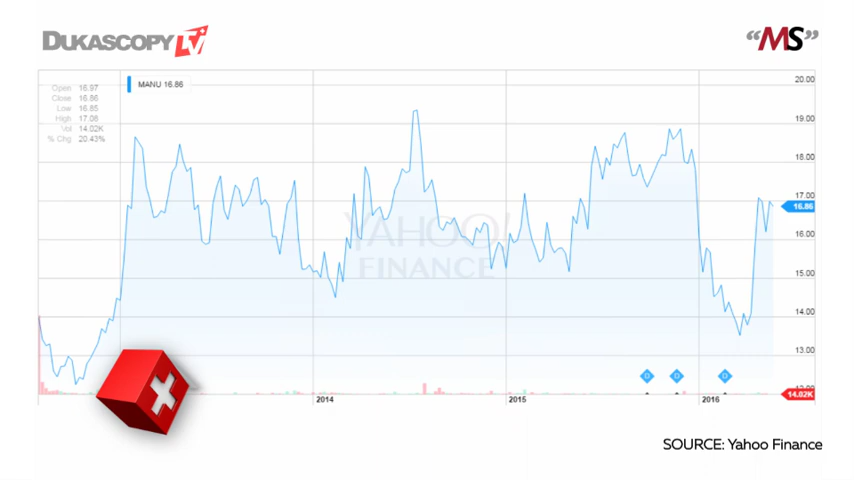 DUKASCOPY TV
“MS”
Open 16.97
Close 16.86
Low 16.85
High 17.08
Vol 14.02K
% Chg 20.43%
MANU 16.86
20.00
19.00
18.00
17.00
16.86
16.00
15.00
14.00
13.00
12.00
14.02K
YAHOO!
FINANCE
D D D
2014 2015 2016
SOURCE: Yahoo Finance